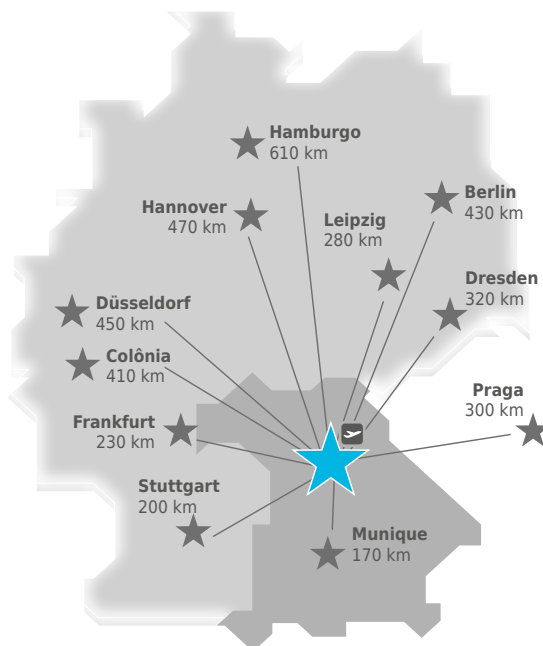 Hamburgo
610 km
Hannover
470 km
Leipzig
280 km
Berlin
430 km
Dresden
320 km
Düsseldorf
450 km
Colônia
410 km
Praga
300 km
Frankfurt
230 km
Stuttgart
200 km
Munique
170 km